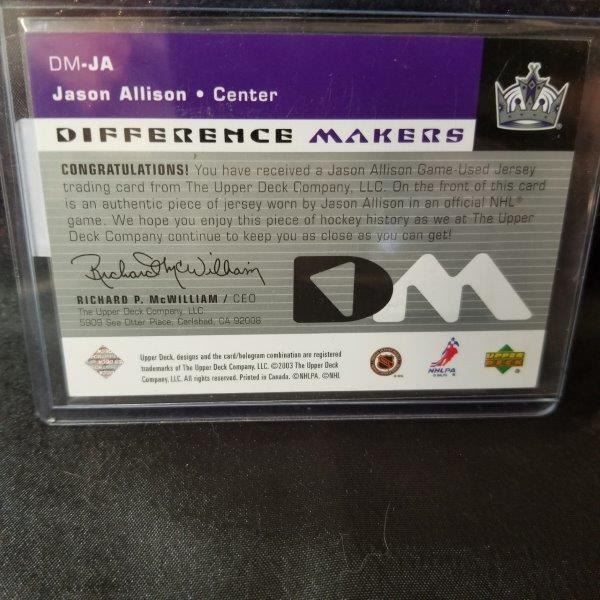 DM-JA
Jason Allison • Center
DIFFERENCE MAKERS
CONGRATULATIONS! You have received a Jason Allison Game-Used Jersey
trading card from The Upper Deck Company, LLC. On the front of this card
is an authentic piece of jersey worn by Jason Allison in an official NHL®
game. We hope you enjoy this piece of hockey history as we at The Upper
Deck Company continue to keep you as close as you can get!
Richard McWilliam
RICHARD P. McWILLIAM / CEO
The Upper Deck Company, LLC
5909 Sea Otter Place, Carlsbad, CA 92008
DM
Upper Deck, designs and the card/hologram combination are registered
trademarks of The Upper Deck Company, LLC. ©2003 The Upper Deck
Company, LLC. All rights reserved. Printed in Canada. ©NHLPA. ©NHL
NHLPA
UPPER
DECK